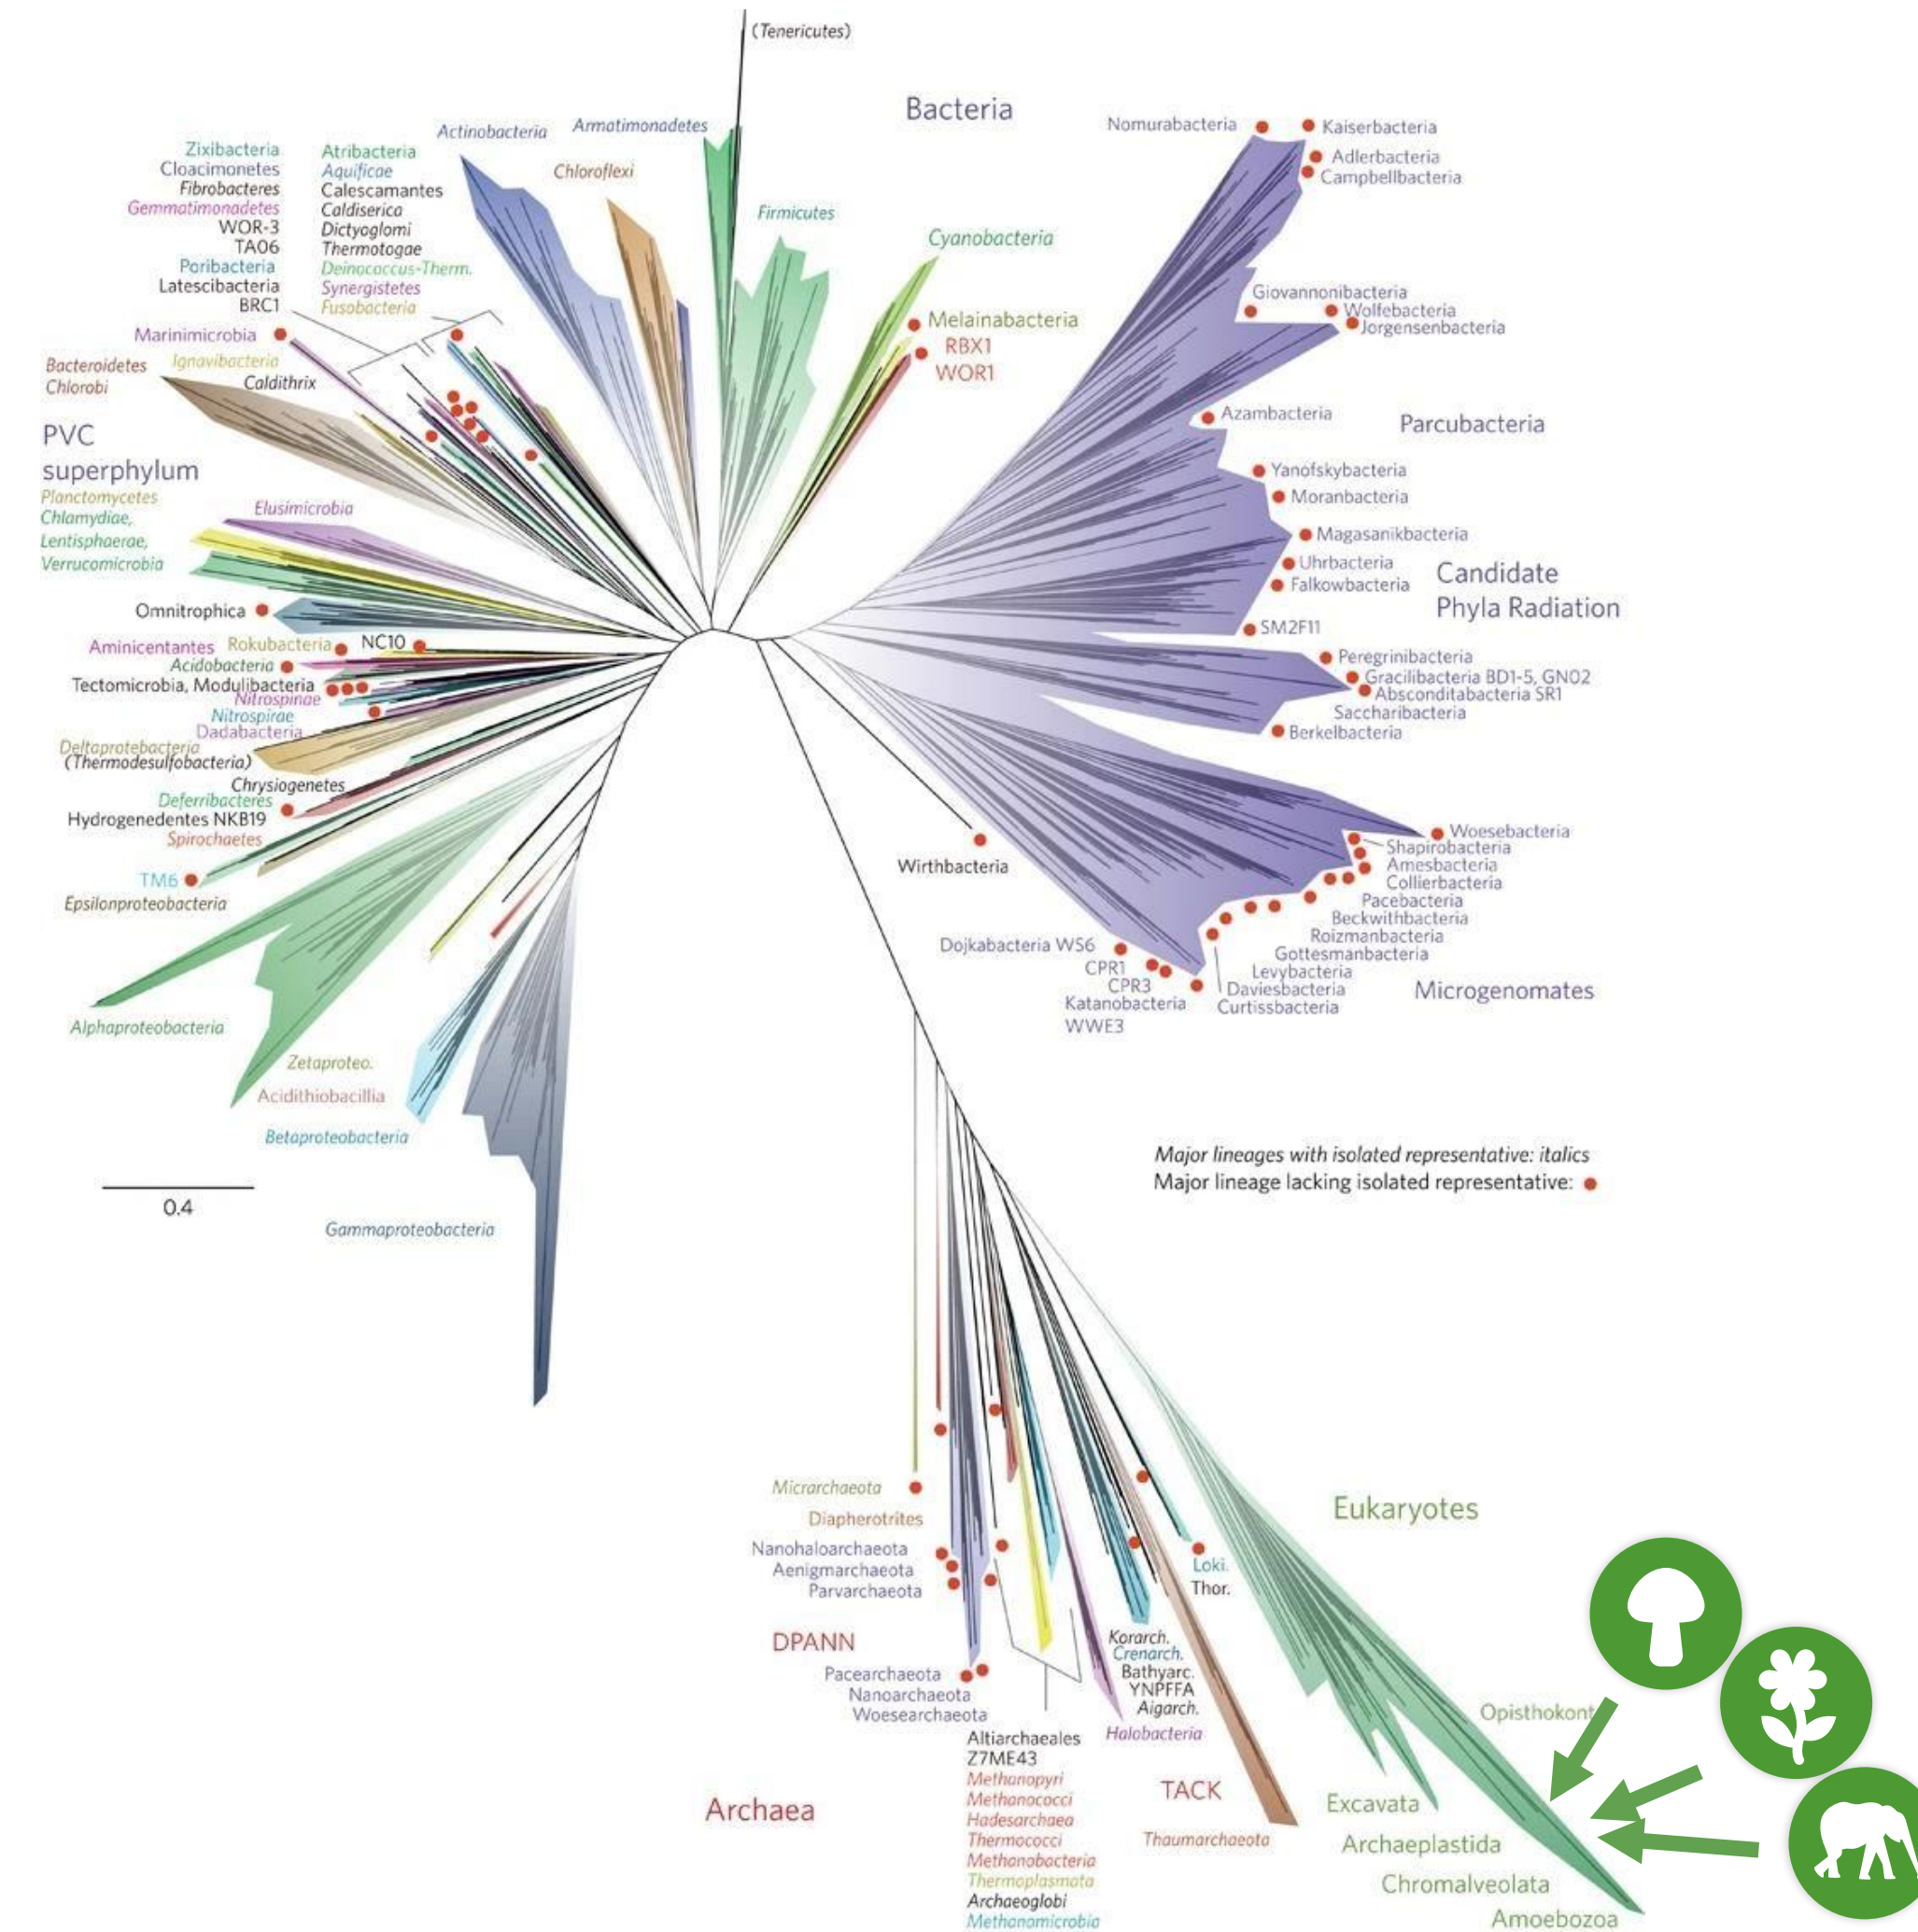 (Tenericutes)
Bacteria
Actinobacteria
Armatimonadetes
Nomurabacteria
Kaiserbacteria
Adlerbacteria
Campbellbacteria
Zixibacteria
Cloacimonetes
Fibrobacteres
Gemmatimonadetes
WOR-3
TA06
Poribacteria
Latescibacteria
BRC1
Atribacteria
Aquificae
Calescamantes
Caldiserica
Dictyoglomi
Thermotogae
Deinococcus-Therm.
Synergistetes
Fusobacteria
Chloroflexi
Firmicutes
Cyanobacteria
Melainabacteria
RBX1
WOR1
Giovannonibacteria
Wolfebacteria
Jorgensenbacteria
Marinimicrobia
Bacteroidetes
Chlorobi
Ignavibacteria
Caldithrix
Azambacteria
Parcubacteria
PVC
superphylum
Planctomycetes
Chlamydiae,
Lentisphaerae,
Verrucomicrobia
Elusimicrobia
Yanofskybacteria
Moranbacteria
Magasanikbacteria
Uhrbacteria
Falkowbacteria
Candidate
Phyla Radiation
SM2F11
Omnitrophica
Aminicentantes
Rokubacteria
NC10
Acidobacteria
Tectomicrobia, Modulibacteria
Nitrospinae
Nitrospirae
Dadabacteria
Deltaprotebacteria
(Thermodesulfobacteria)
Chrysiogenetes
Deferribacteres
Hydrogenedentes NKB19
Spirochaetes
TM6
Epsilonproteobacteria
Peregrinibacteria
Gracilibacteria BD1-5, GN02
Absconditabacteria SR1
Saccharibacteria
Berkelbacteria
Wirthbacteria
Woesebacteria
Shapirobacteria
Amesbacteria
Collierbacteria
Pacebacteria
Beckwithbacteria
Roizmanbacteria
Gottesmanbacteria
Levybacteria
Daviesbacteria
Curtissbacteria
Microgenomates
Dojkabacteria WS6
CPR1
CPR3
Katanobacteria
WWE3
Alphaproteobacteria
Zetaproteo.
Acidithiobacillia
Betaproteobacteria
0.4
Gammaproteobacteria
Major lineages with isolated representative: italics
Major lineage lacking isolated representative:
Micrarchaeota
Diapherotrites
Nanohaloarchaeota
Aenigmarchaeota
Parvarchaeota
DPANN
Pacearchaeota
Nanoarchaeota
Woesearchaeota
Altiarchaeales
Z7ME43
Methanopyri
Methanococci
Hadesarchaea
Thermococci
Methanobacteria
Thermoplasmata
Archaeoglobi
Methanomicrobia
Halobacteria
Archaea
Loki.
Thor.
Korarch.
Crenarch.
Bathyarc.
YNPFFA
Aigarch.
TACK
Thaumarchaeota
Eukaryotes
Opisthokont
Excavata
Archaeplastida
Chromalveolata
Amoebozoa